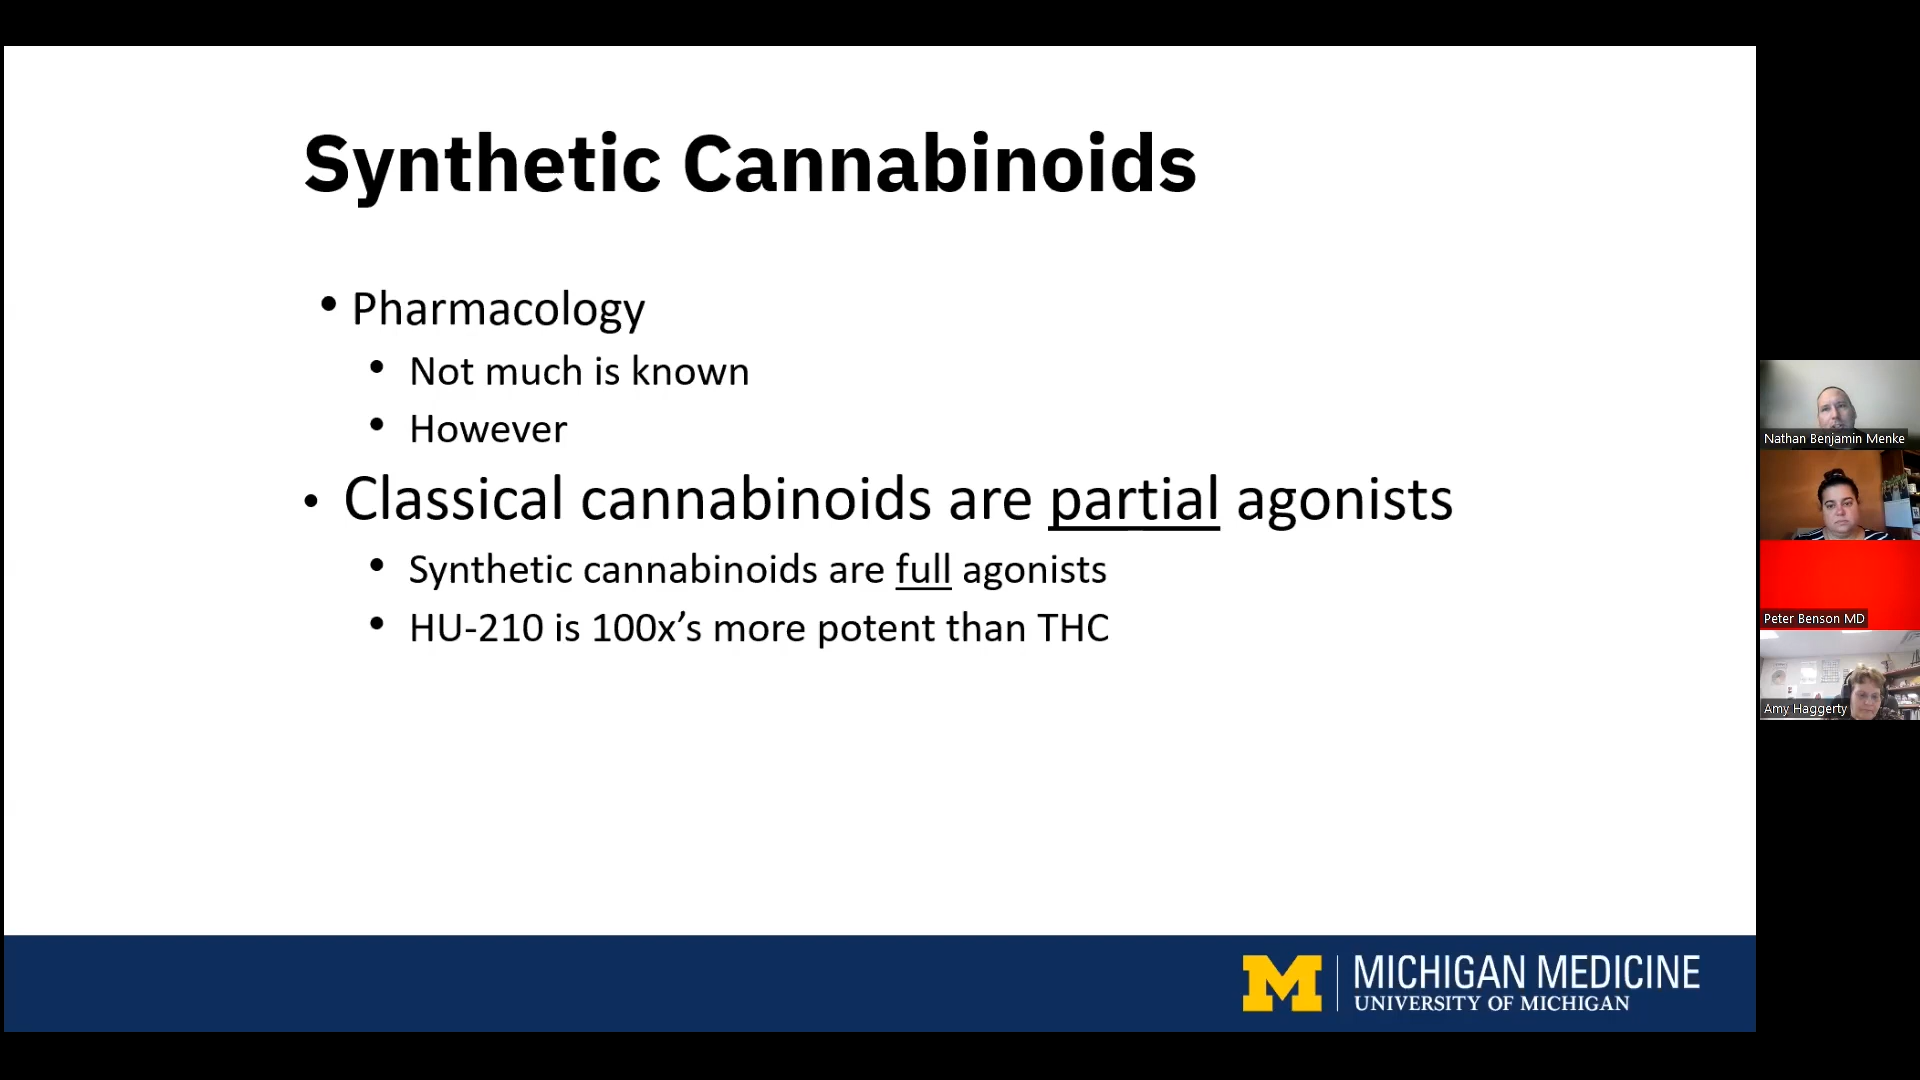 Synthetic Cannabinoids
• Pharmacology
• Not much is known
• However
• Classical cannabinoids are partial agonists
• Synthetic cannabinoids are full agonists
• HU-210 is 100x’s more potent than THC
M | MICHIGAN MEDICINE
UNIVERSITY OF MICHIGAN
Nathan Benjamin Menke
Peter Benson MD
Amy Haggerty